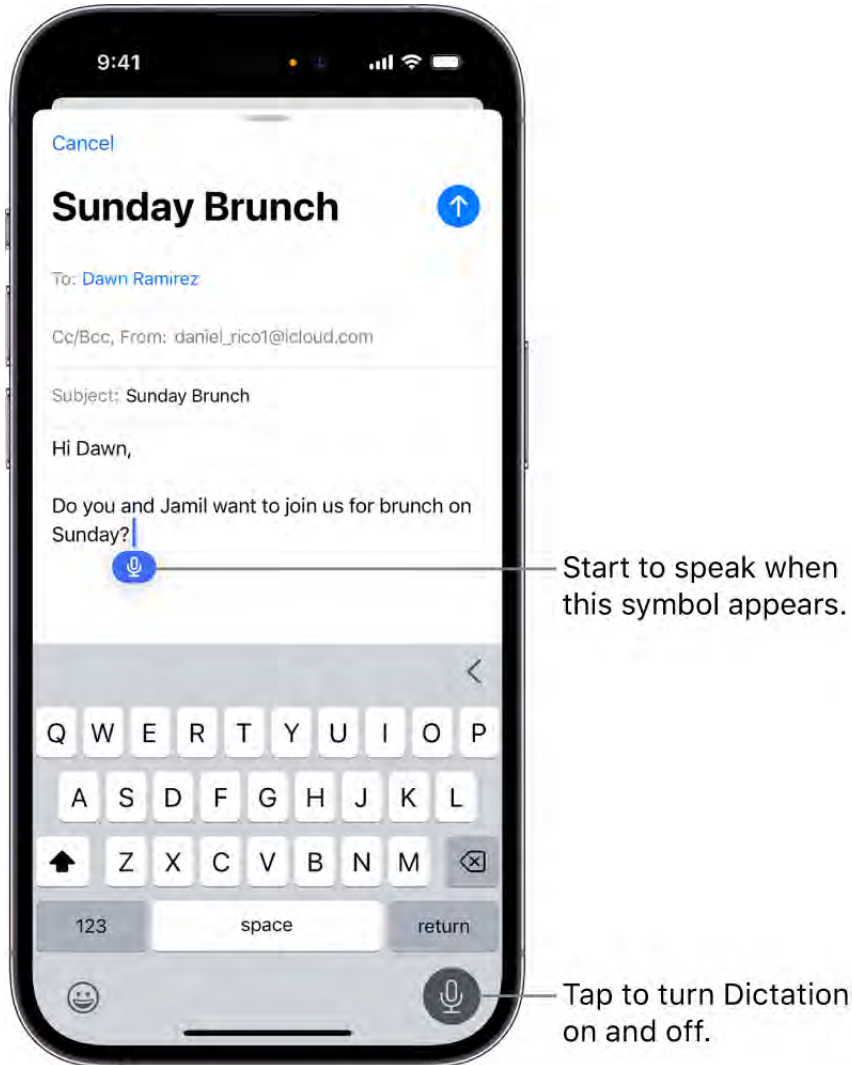 9:41
Cancel
Sunday Brunch
To: Dawn Ramirez
Cc/Bcc, From: daniel_rico1@icloud.com
Subject: Sunday Brunch
Hi Dawn,
Do you and Jamil want to join us for brunch on
Sunday?
Start to speak when
this symbol appears.
Q W E R T Y U I O P
A S D F G H J K L
Z X C V B N M
123 space return
Tap to turn Dictation
on and off.